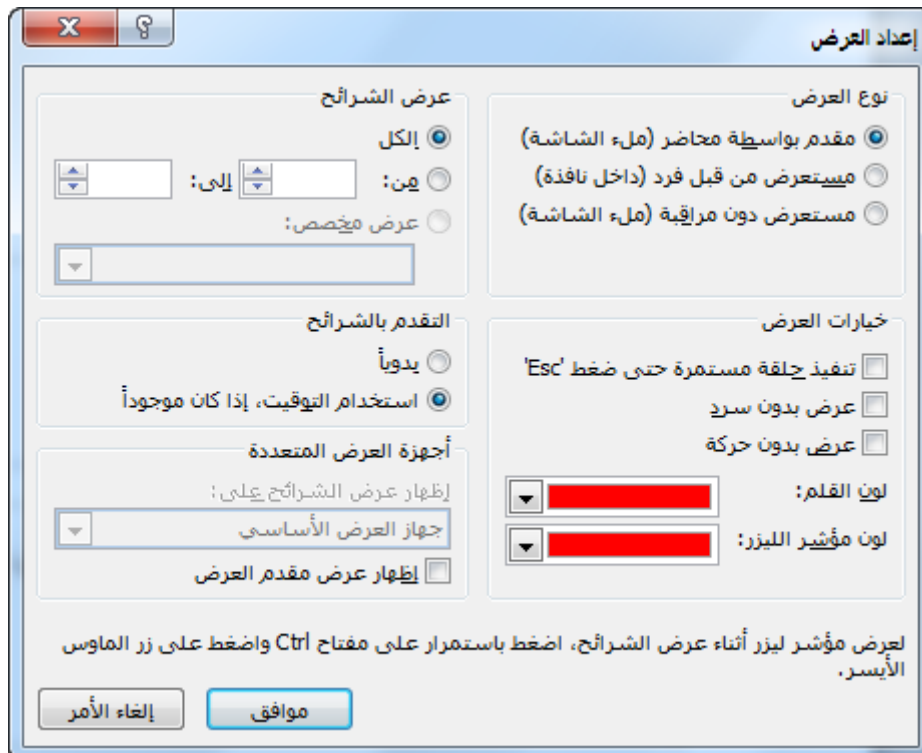 إعداد العرض
نوع العرض
مقدم بواسطة محاضر (ملء الشاشة)
مستعرض من قبل فرد (داخل نافذة)
مستعرض دون مراقبة (ملء الشاشة)
عرض الشرائح
الكل
من: إلى:
عرض مخصص:
خيارات العرض
تنفيذ حلقة مستمرة حتى ضغط 'Esc'
عرض بدون سرد
عرض بدون حركة
لون القلم:
لون مؤشر الليزر:
التقدم بالشرائح
يدوياً
استخدام التوقيت، إذا كان موجوداً
أجهزة العرض المتعددة
إظهار عرض الشرائح على:
جهاز العرض الأساسي
إظهار عرض مقدم العرض
لعرض مؤشر ليزر أثناء عرض الشرائح، اضغط باستمرار على مفتاح Ctrl واضغط على زر الماوس
الأيسر.
موافق
إلغاء الأمر